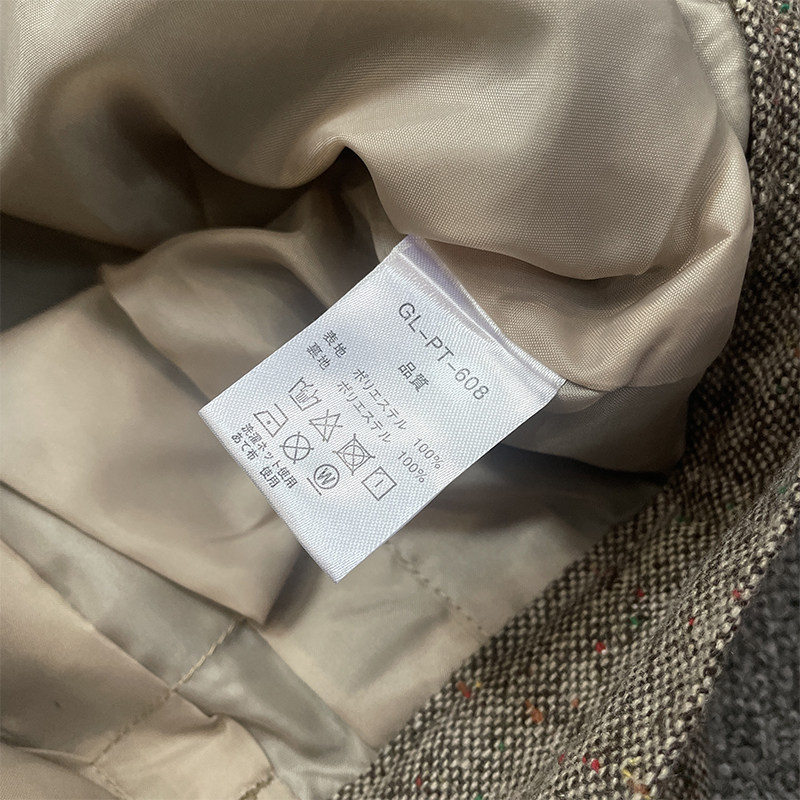 GL-PT-608
品質
表地 ポリエステル 100%
裏地 ポリエステル 100%
W
洗濯ネット使用
あて布 使用